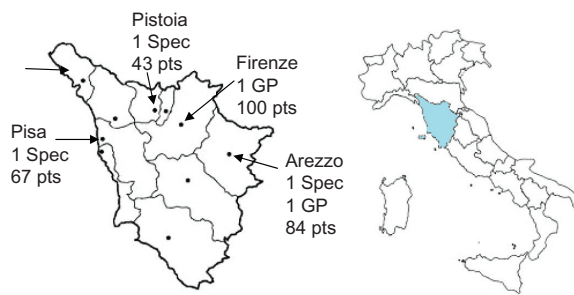 Pistoia
1 Spec
43 pts
Firenze
1 GP
100 pts
Pisa
1 Spec
67 pts
Arezzo
1 Spec
1 GP
84 pts